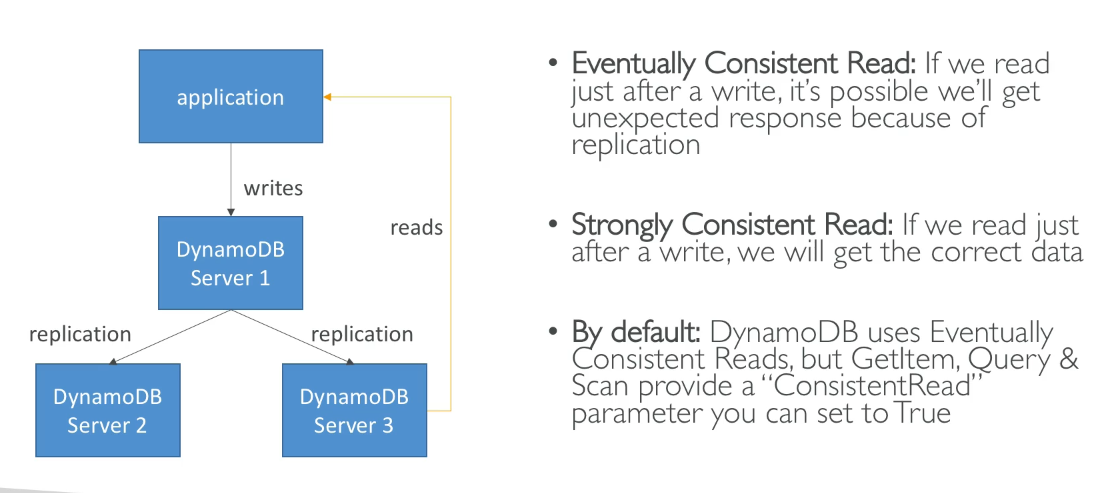 application
writes
reads
DynamoDB
Server 1
replication
replication
DynamoDB
Server 2
DynamoDB
Server 3
• Eventually Consistent Read: If we read
just after a write, it's possible we'll get
unexpected response because of
replication
• Strongly Consistent Read: If we read just
after a write, we will get the correct data
• By default: DynamoDB uses Eventually
Consistent Reads, but GetItem, Query &
Scan provide a “ConsistentRead”
parameter you can set to True